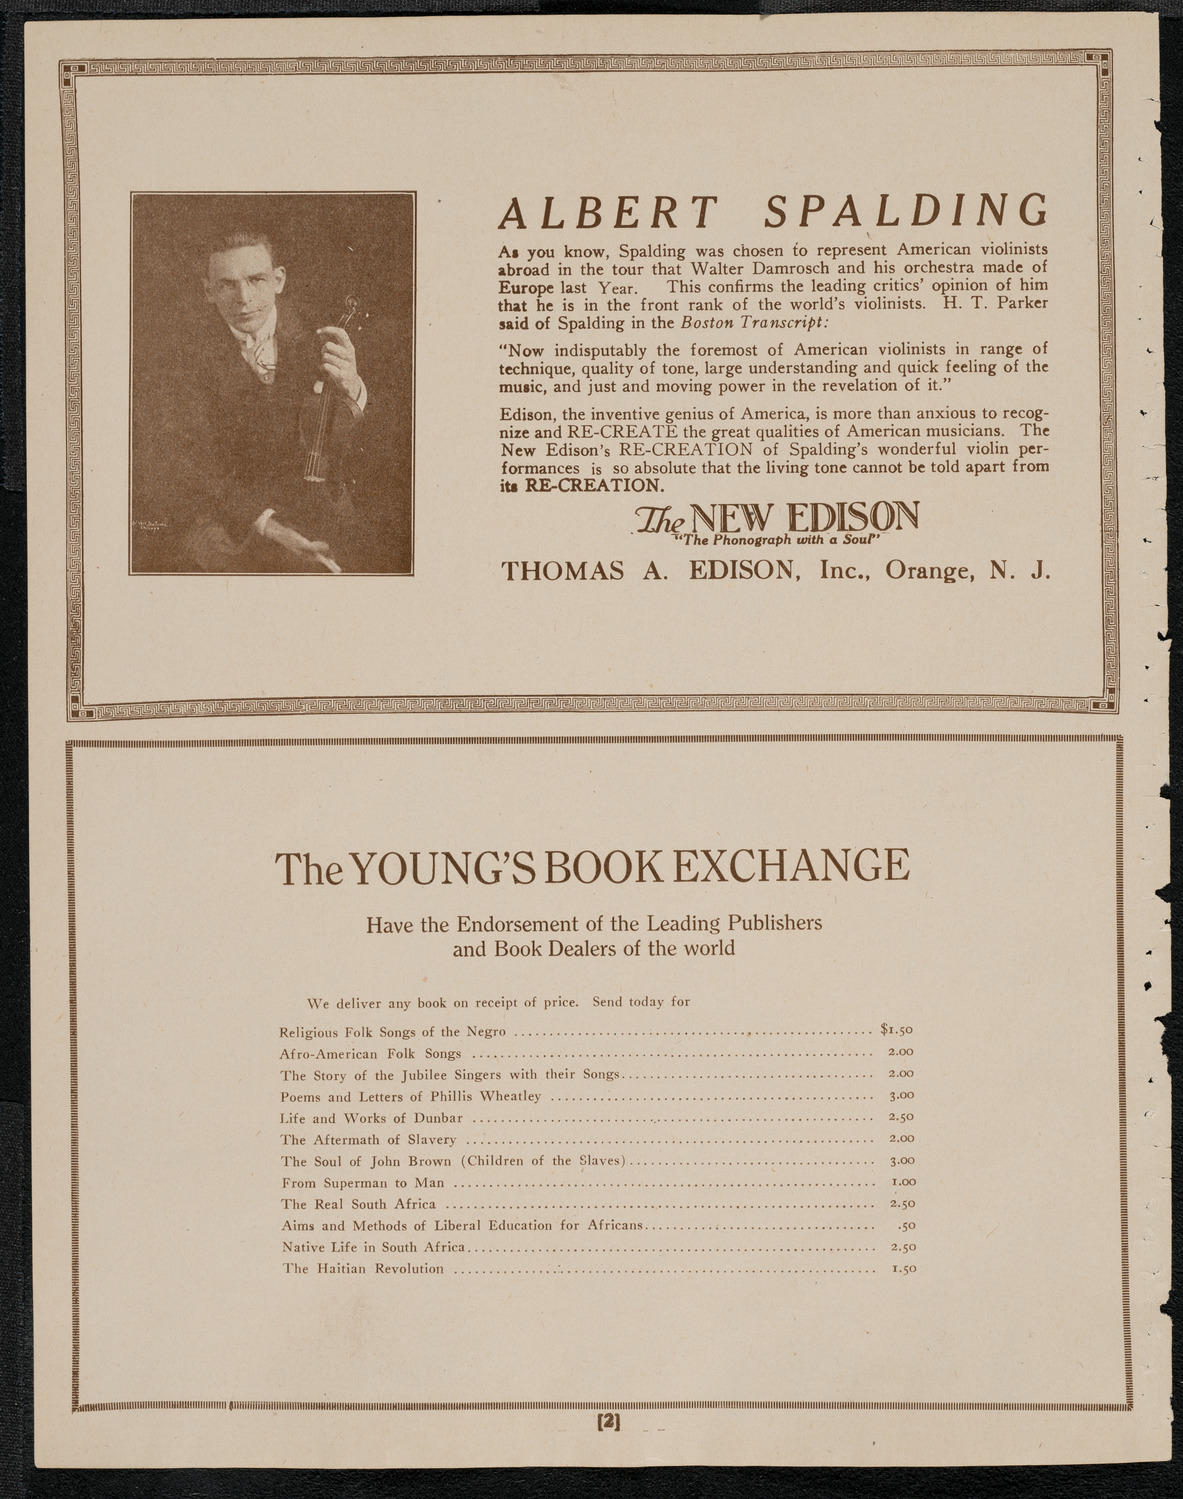 ALBERT SPALDING
As you know, Spalding was chosen to represent American violinists
abroad in the tour that Walter Damrosch and his orchestra made of
Europe last Year. This confirms the leading critics' opinion of him
that he is in the front rank of the world's violinists. H. T. Parker
said of Spalding in the Boston Transcript:
"Now indisputably the foremost of American violinists in range of
technique, quality of tone, large understanding and quick feeling of the
music, and just and moving power in the revelation of it."
Edison, the inventive genius of America, is more than anxious to recog-
nize and RE-CREATE the great qualities of American musicians. The
New Edison's RE-CREATION of Spalding's wonderful violin per-
formances is so absolute that the living tone cannot be told apart from
its RE-CREATION.
The NEW EDISON
"The Phonograph with a Soul"
THOMAS A. EDISON, Inc., Orange, N. J.
The YOUNG'S BOOK EXCHANGE
Have the Endorsement of the Leading Publishers
and Book Dealers of the world
We deliver any book on receipt of price. Send today for
Religious Folk Songs of the Negro ........ $1.50
Afro-American Folk Songs ........ 2.00
The Story of the Jubilee Singers with their Songs........ 2.00
Poems and Letters of Phillis Wheatley ........ 3.00
Life and Works of Dunbar ........ 2.50
The Aftermath of Slavery ........ 2.00
The Soul of John Brown (Children of the Slaves)........ 3.00
From Superman to Man ........ 1.00
The Real South Africa ........ 2.50
Aims and Methods of Liberal Education for Africans........ .50
Native Life in South Africa........ 2.50
The Haitian Revolution ........ 1.50
[2]